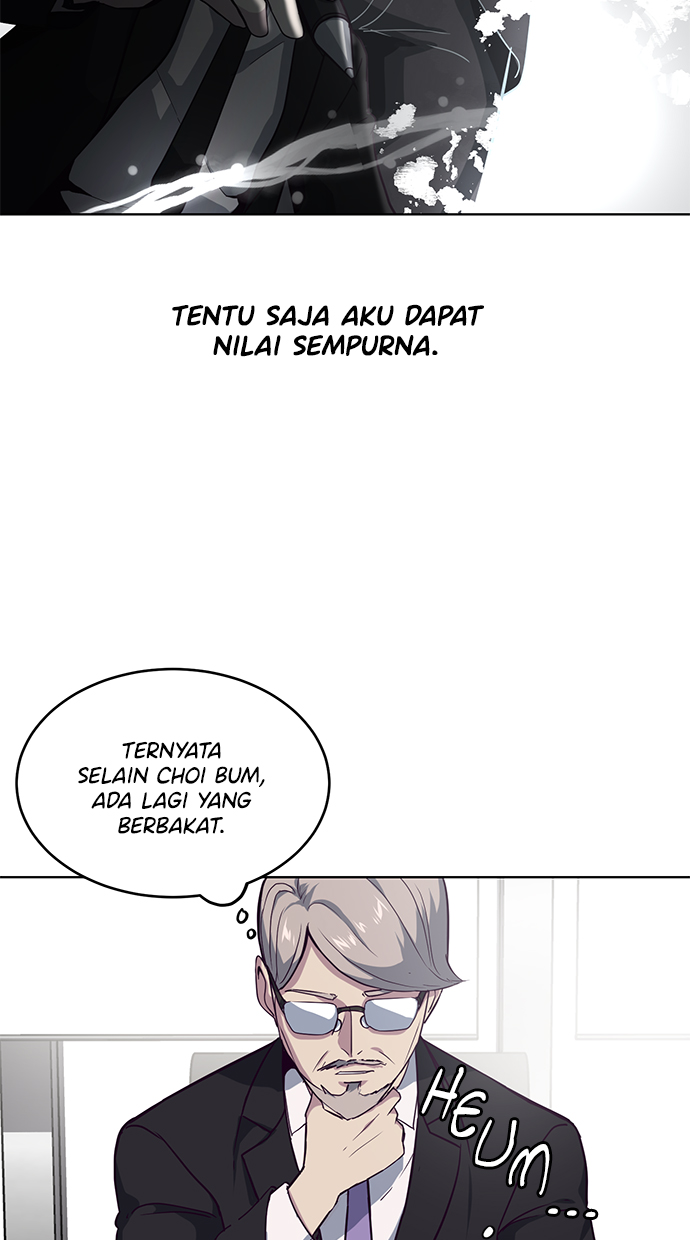 TENTU SAJA AKU DAPAT
NILAI SEMPURNA.
TERNYATA
SELAIN CHOI BUM,
ADA LAGI YANG
BERBAKAT.
HEUM...